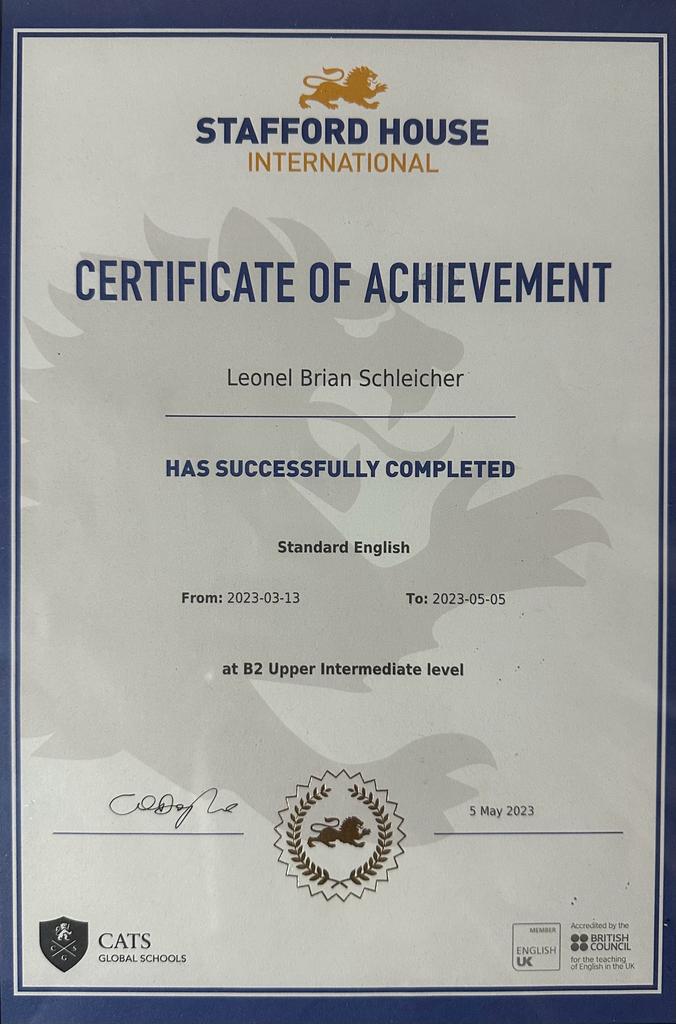 STAFFORD HOUSE
INTERNATIONAL
CERTIFICATE OF ACHIEVEMENT
Leonel Brian Schleicher
HAS SUCCESSFULLY COMPLETED
Standard English
From: 2023-03-13 To: 2023-05-05
at B2 Upper Intermediate level
5 May 2023
CGS
CATS
GLOBAL SCHOOLS
MEMBER
ENGLISH
UK
Accredited by the
BRITISH
COUNCIL
for the teaching
of English in the UK